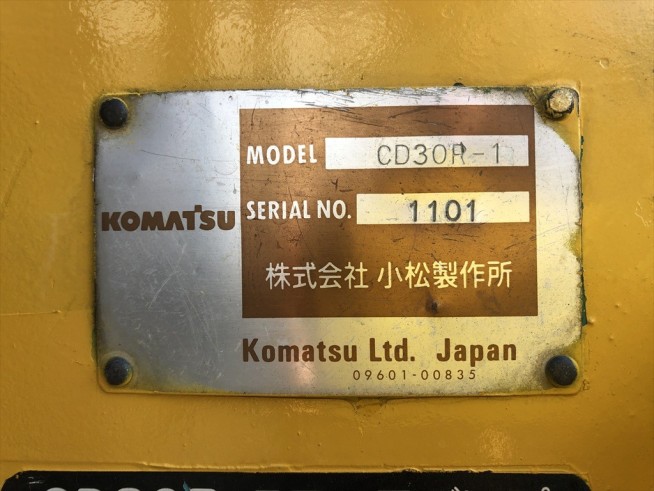 MODEL CD30R-1
KOMATSU
SERIAL NO. 1101
株式会社 小松製作所
Komatsu Ltd. Japan
09601-00835